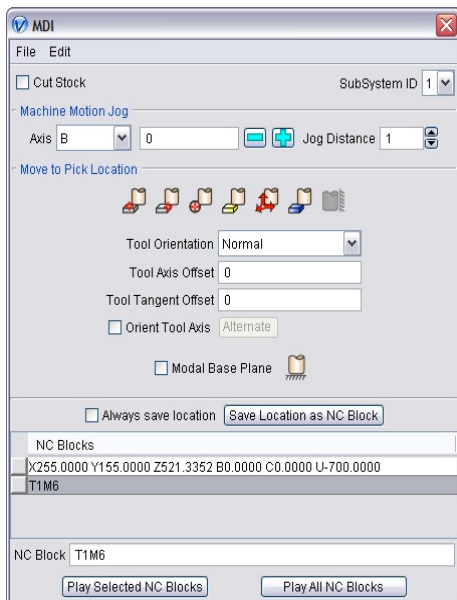 MDI
File Edit
Cut Stock SubSystem ID 1
Machine Motion Jog
Axis B 0 Jog Distance 1
Move to Pick Location
Tool Orientation Normal
Tool Axis Offset 0
Tool Tangent Offset 0
Orient Tool Axis Alternate
Modal Base Plane
Always save location Save Location as NC Block
NC Blocks
X255.0000 Y155.0000 Z521.3352 B0.0000 C0.0000 U-700.0000
T1M6
NC Block T1M6
Play Selected NC Blocks Play All NC Blocks